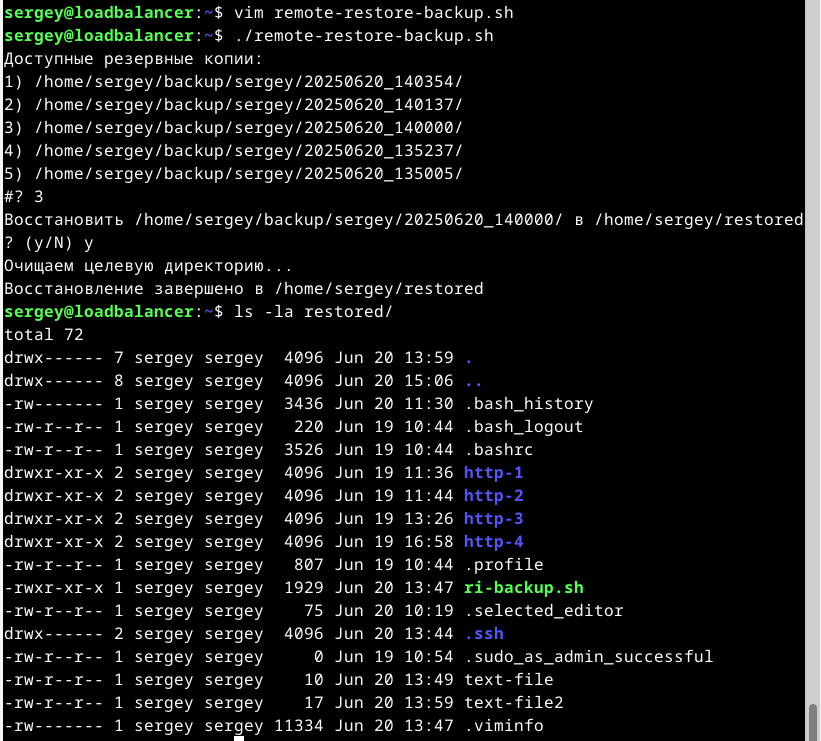 sergey@loadbalancer:~$ vim remote-restore-backup.sh
sergey@loadbalancer:~$ ./remote-restore-backup.sh
Доступные резервные копии:
1) /home/sergey/backup/sergey/20250620_140354/
2) /home/sergey/backup/sergey/20250620_140137/
3) /home/sergey/backup/sergey/20250620_140000/
4) /home/sergey/backup/sergey/20250620_135237/
5) /home/sergey/backup/sergey/20250620_135005/
#? 3
Восстановить /home/sergey/backup/sergey/20250620_140000/ в /home/sergey/restored
? (y/N) y
Очищаем целевую директорию...
Восстановление завершено в /home/sergey/restored
sergey@loadbalancer:~$ ls -la restored/
total 72
drwx------ 7 sergey sergey  4096 Jun 20 13:59 .
drwx------ 8 sergey sergey  4096 Jun 20 15:06 ..
-rw------- 1 sergey sergey  3436 Jun 20 11:30 .bash_history
-rw-r--r-- 1 sergey sergey   220 Jun 19 10:44 .bash_logout
-rw-r--r-- 1 sergey sergey  3526 Jun 19 10:44 .bashrc
drwxr-xr-x 2 sergey sergey  4096 Jun 19 11:36 http-1
drwxr-xr-x 2 sergey sergey  4096 Jun 19 11:44 http-2
drwxr-xr-x 2 sergey sergey  4096 Jun 19 13:26 http-3
drwxr-xr-x 2 sergey sergey  4096 Jun 19 16:58 http-4
-rw-r--r-- 1 sergey sergey   807 Jun 19 10:44 .profile
-rwxr-xr-x 1 sergey sergey  1929 Jun 20 13:47 ri-backup.sh
-rw-r--r-- 1 sergey sergey    75 Jun 20 10:19 .selected_editor
drwx------ 2 sergey sergey  4096 Jun 20 13:44 .ssh
-rw-r--r-- 1 sergey sergey     0 Jun 19 10:54 .sudo_as_admin_successful
-rw-r--r-- 1 sergey sergey    10 Jun 20 13:49 text-file
-rw-r--r-- 1 sergey sergey    17 Jun 20 13:59 text-file2
-rw------- 1 sergey sergey 11334 Jun 20 13:47 .viminfo